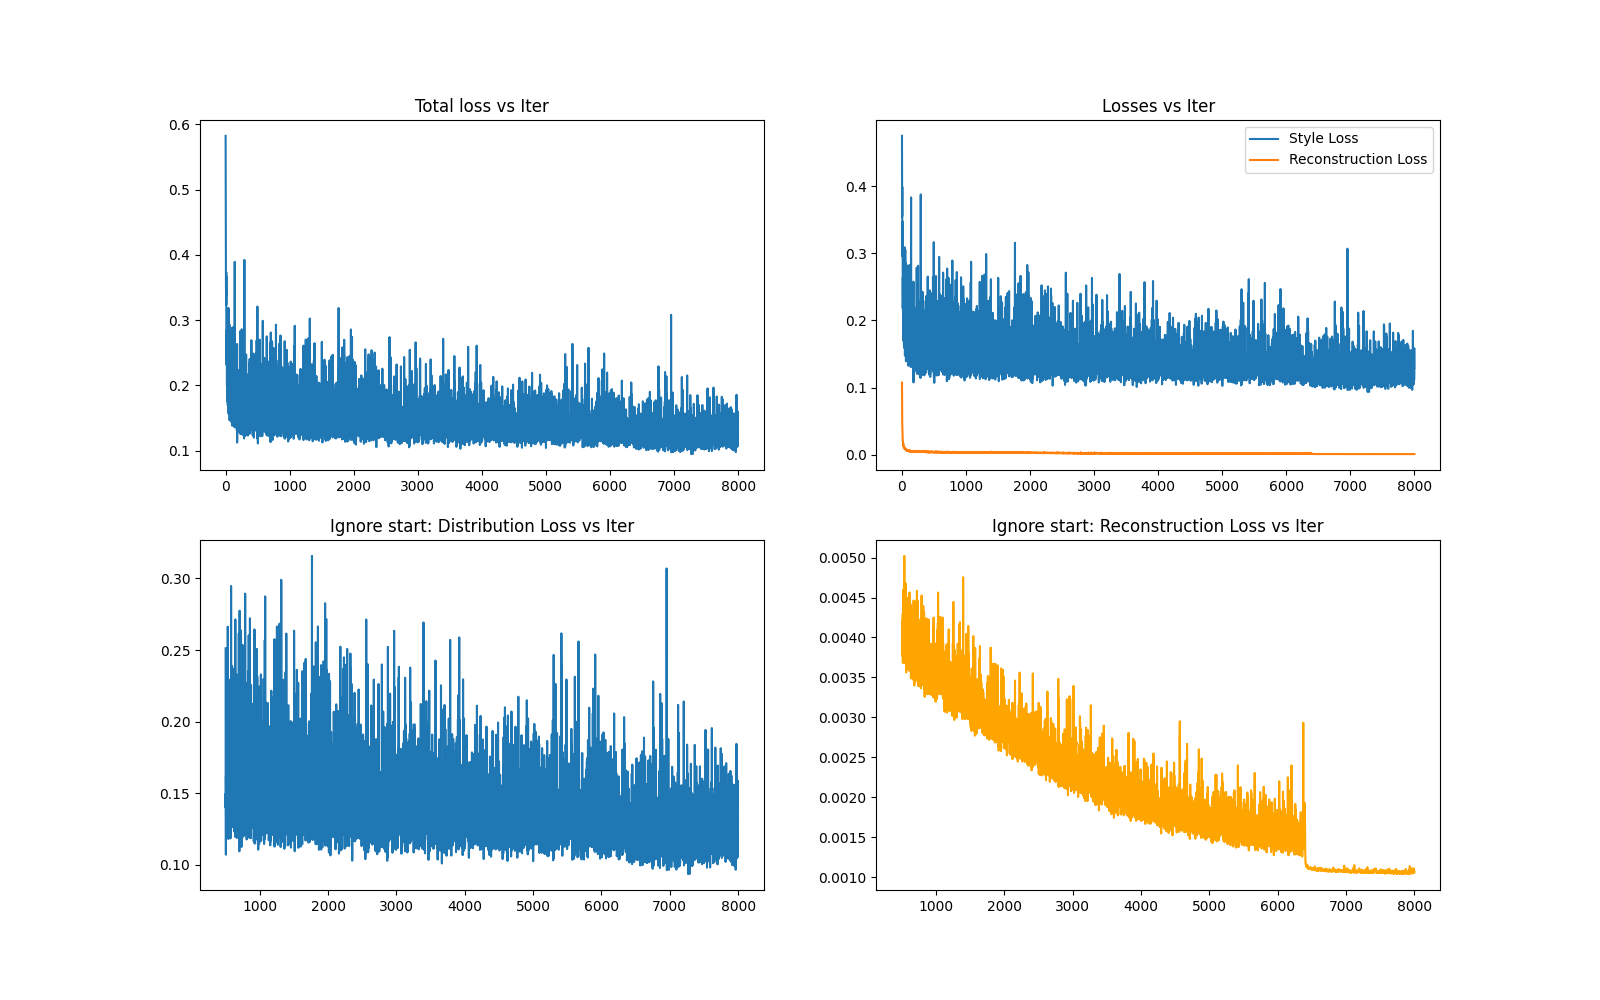 Total loss vs Iter
0.6
0.5
0.4
0.3
0.2
0.1
0 1000 2000 3000 4000 5000 6000 7000 8000
Losses vs Iter
Style Loss
Reconstruction Loss
0.4
0.3
0.2
0.1
0.0
0 1000 2000 3000 4000 5000 6000 7000 8000
Ignore start: Distribution Loss vs Iter
0.30
0.25
0.20
0.15
0.10
1000 2000 3000 4000 5000 6000 7000 8000
Ignore start: Reconstruction Loss vs Iter
0.0050
0.0045
0.0040
0.0035
0.0030
0.0025
0.0020
0.0015
0.0010
1000 2000 3000 4000 5000 6000 7000 8000